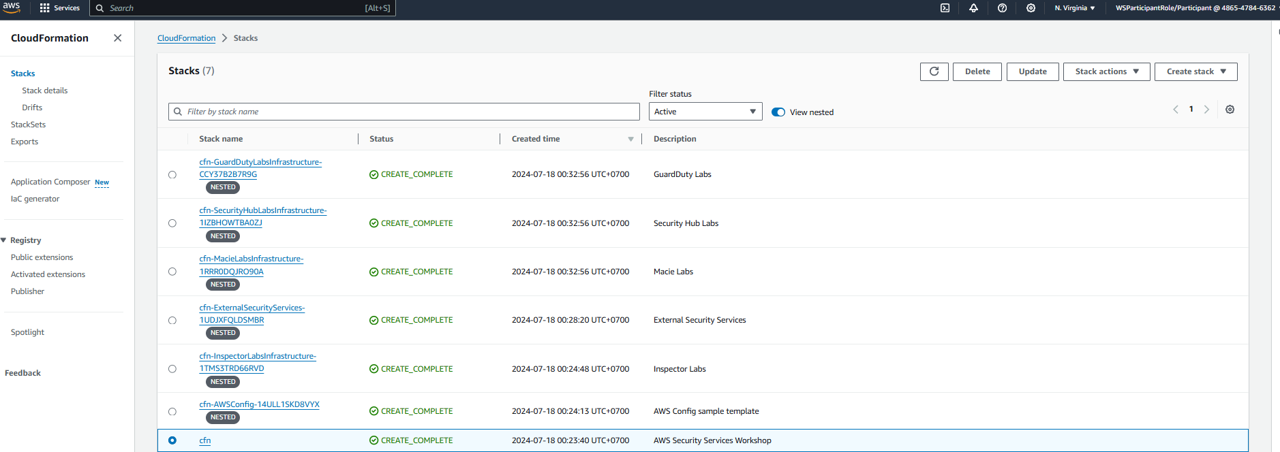 aws
Services
Search
[Alt+S]
N. Virginia
WSParticipantRole/Participant @ 4865-4784-6362
CloudFormation
CloudFormation
Stacks
Stacks
Stack details
Drifts
StackSets
Exports
Application Composer New
IaC generator
Registry
Public extensions
Activated extensions
Publisher
Spotlight
Feedback
Stacks (7)
Delete
Update
Stack actions
Create stack
Filter status
Filter by stack name
Active
View nested
1
Stack name
Status
Created time
Description
cfn-GuardDutyLabsInfrastructure-
CCY37B2B7R9G
NESTED
CREATE_COMPLETE
2024-07-18 00:32:56 UTC+0700
GuardDuty Labs
cfn-SecurityHubLabsInfrastructure-
1IZBHOWTBA0ZJ
NESTED
CREATE_COMPLETE
2024-07-18 00:32:56 UTC+0700
Security Hub Labs
cfn-MacieLabsInfrastructure-
1RRR0DQJRO90A
NESTED
CREATE_COMPLETE
2024-07-18 00:32:56 UTC+0700
Macie Labs
cfn-ExternalSecurityServices-
1UDJXFQLDSMBR
NESTED
CREATE_COMPLETE
2024-07-18 00:28:20 UTC+0700
External Security Services
cfn-InspectorLabsInfrastructure-
1TMS3TRD66RVD
NESTED
CREATE_COMPLETE
2024-07-18 00:24:48 UTC+0700
Inspector Labs
cfn-AWSConfig-14ULL1SKD8VYX
NESTED
CREATE_COMPLETE
2024-07-18 00:24:13 UTC+0700
AWS Config sample template
cfn
CREATE_COMPLETE
2024-07-18 00:23:40 UTC+0700
AWS Security Services Workshop